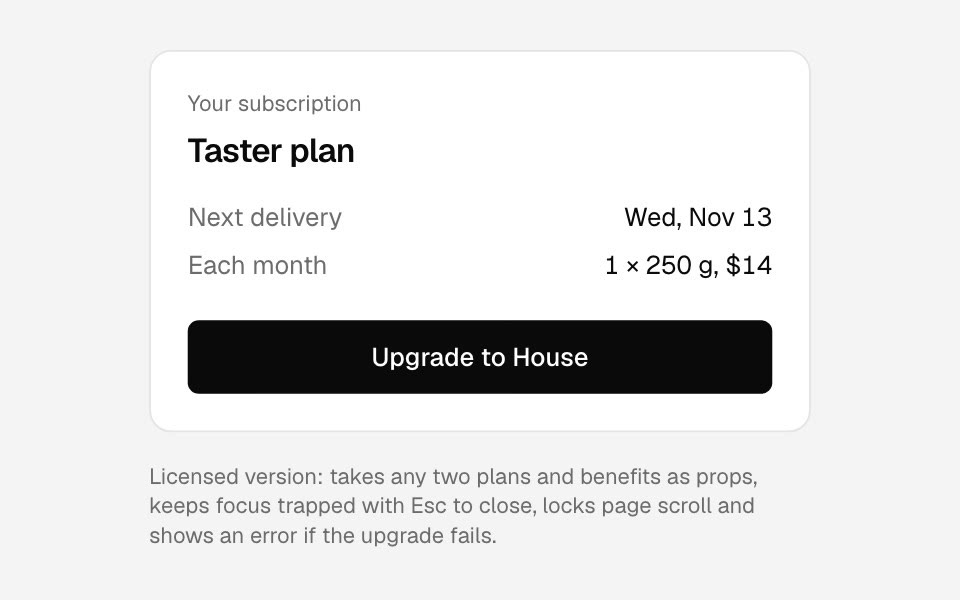 Your subscription
Taster plan
Next delivery Wed, Nov 13
Each month 1 × 250 g, $14
Upgrade to House
Licensed version: takes any two plans and benefits as props,
keeps focus trapped with Esc to close, locks page scroll and
shows an error if the upgrade fails.